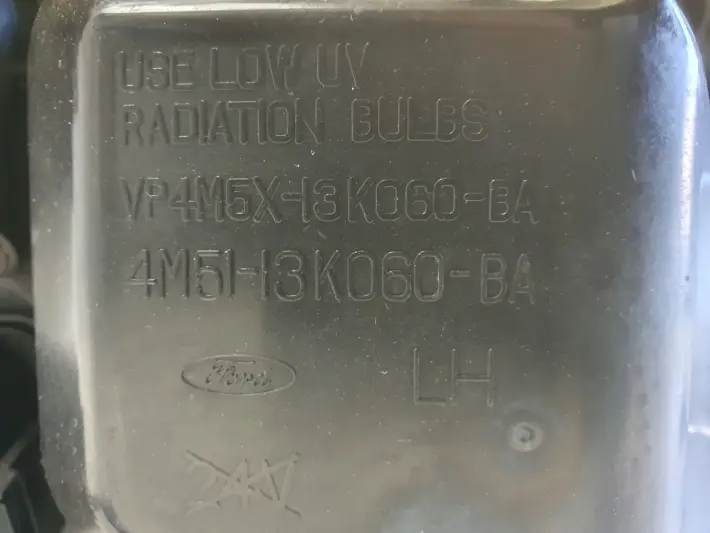 USE LOW UV
RADIATION BULBS
VP4M5X-13K060-BA
4M51-13K060-BA
Ford
LH